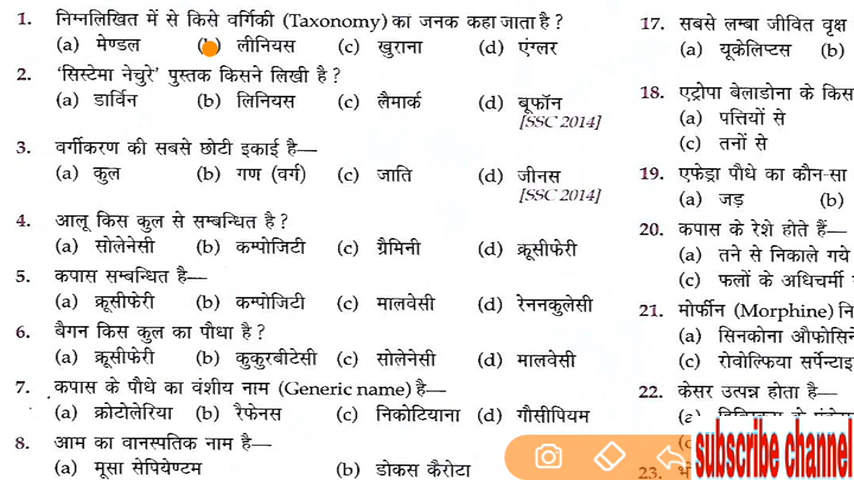 1. निम्नलिखित में से किसे वर्गिकी (Taxonomy) का जनक कहा जाता है ?
(a) मेण्डल (b) लीनियस (c) खुराना (d) एंग्लर
2. ‘सिस्टेमा नेचुरे’ पुस्तक किसने लिखी है ?
(a) डार्विन (b) लिनियस (c) लैमार्क (d) बूफॉन
[SSC 2014]
3. वर्गीकरण की सबसे छोटी इकाई है—
(a) कुल (b) गण (वर्ग) (c) जाति (d) जीनस
[SSC 2014]
4. आलू किस कुल से सम्बन्धित है ?
(a) सोलेनेसी (b) कम्पोजिटी (c) ग्रैमिनी (d) क्रूसीफेरी
5. कपास सम्बन्धित है—
(a) क्रूसीफेरी (b) कम्पोजिटी (c) मालवेसी (d) रेननकुलेसी
6. बैगन किस कुल का पौधा है ?
(a) क्रूसीफेरी (b) कुकुरबीटेसी (c) सोलेनेसी (d) मालवेसी
7. कपास के पौधे का वंशीय नाम (Generic name) है—
(a) क्रोटोलेरिया (b) रैफेनस (c) निकोटियाना (d) गौसीपियम
8. आम का वानस्पतिक नाम है—
(a) मूसा सेपियेण्टम (b) डोकस कैरोटा
17. सबसे लम्बा जीवित वृक्ष
(a) यूकेलिप्टस (b)
18. एट्रोपा बेलाडोना के किस
(a) पत्तियों से
(c) तनों से
19. एफेड्रा पौधे का कौन-सा
(a) जड़ (b)
20. कपास के रेशे होते हैं—
(a) तने से निकाले गये
(c) फलों के अधिचर्मी
21. मोर्फीन (Morphine) नि
(a) सिनकोना औफोसिन
(c) रोवोल्फिया सर्पेन्टाइ
22. केसर उत्पन्न होता है—
(a)
(c)
23.
subscribe channel